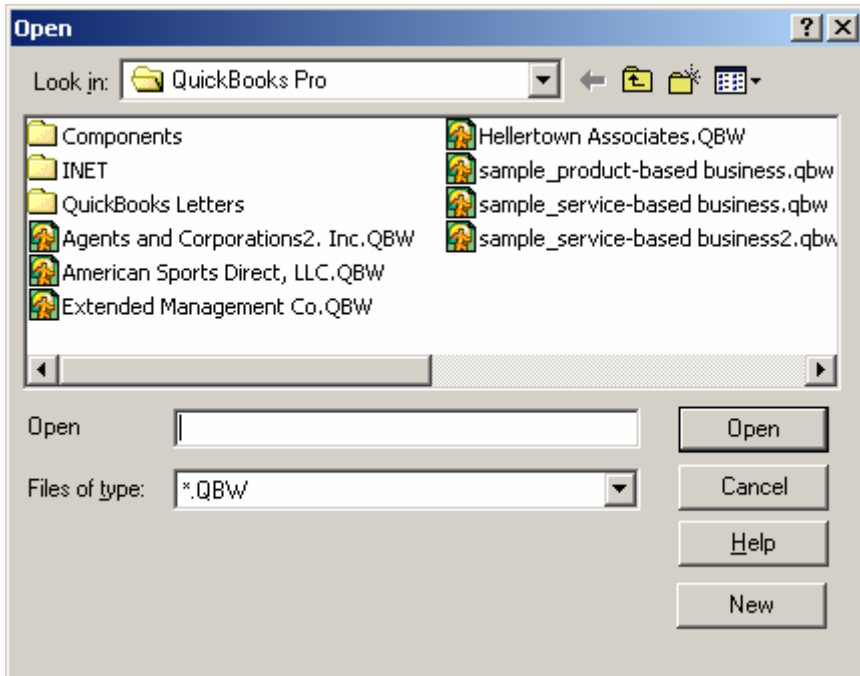 Open
Look in: QuickBooks Pro
Components
INET
QuickBooks Letters
Agents and Corporations2. Inc.QBW
American Sports Direct, LLC.QBW
Extended Management Co.QBW
Hellertown Associates.QBW
sample_product-based business.qbw
sample_service-based business.qbw
sample_service-based business2.qbw
Open
Open
Files of type: *.QBW
Cancel
Help
New